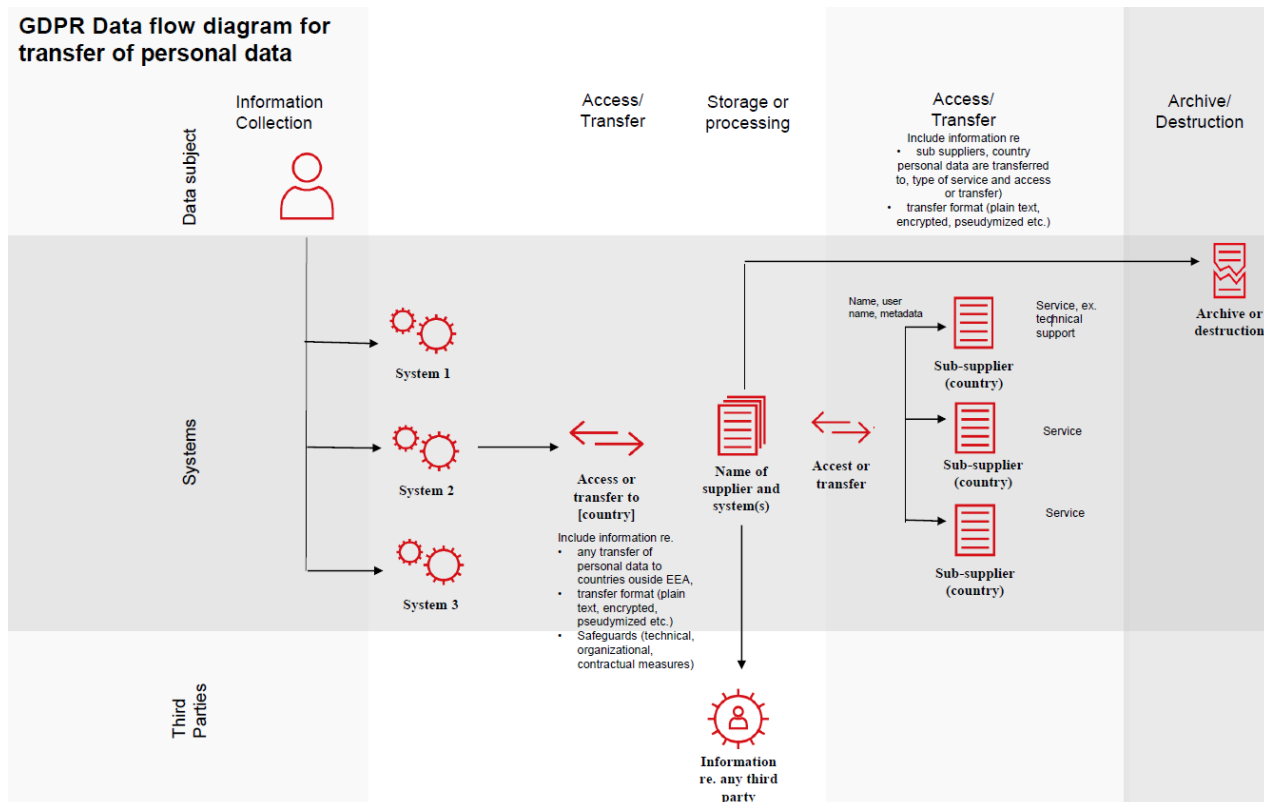 GDPR Data flow diagram for
transfer of personal data
Information
Collection
Access/
Transfer
Storage or
processing
Access/
Transfer
Include information re
• sub suppliers, country
personal data are transferred
to, type of service and access
or transfer)
• transfer format (plain text,
encrypted, pseudymized etc.)
Archive/
Destruction
Data subject
Systems
Third
Parties
System 1
System 2
System 3
Access or
transfer to
[country]
Include information re.
• any transfer of
personal data to
countries ouside EEA,
• transfer format (plain
text, encrypted,
pseudymized etc.)
• Safeguards (technical,
organizational,
contractual measures)
Name of
supplier and
system(s)
Accest or
transfer
Name, user
name, metadata
Service, ex.
technical
support
Sub-supplier
(country)
Service
Sub-supplier
(country)
Service
Sub-supplier
(country)
Archive or
destruction
Information
re. any third
party